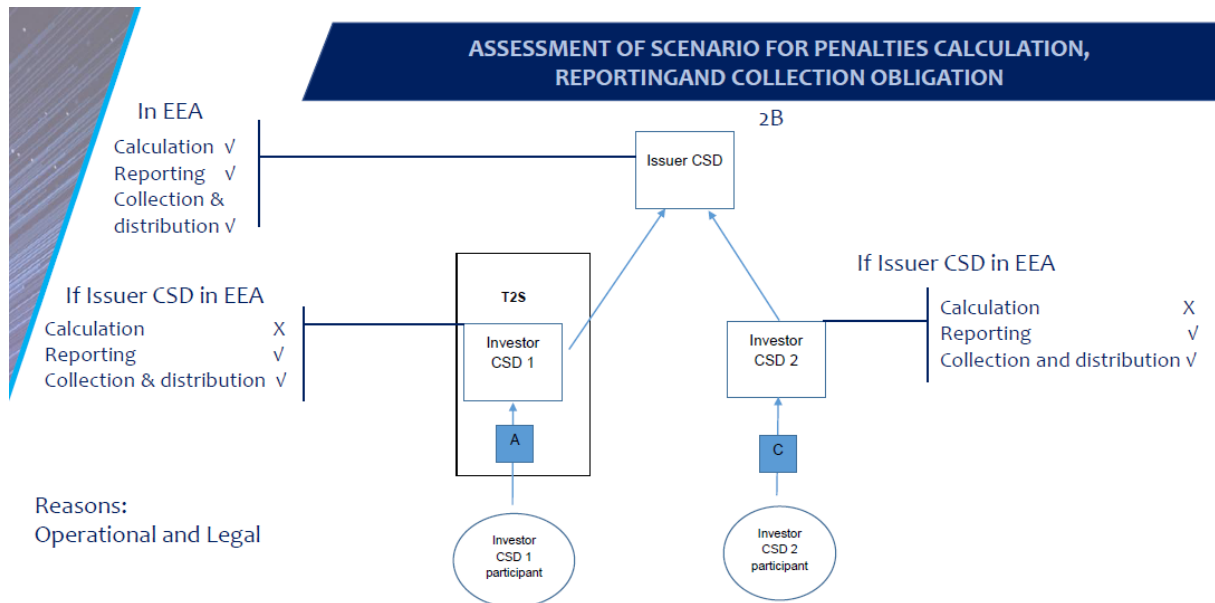 ASSESSMENT OF SCENARIO FOR PENALTIES CALCULATION,
REPORTINGAND COLLECTION OBLIGATION
2B
In EEA
Calculation √
Reporting √
Collection &
distribution √
Issuer CSD
If Issuer CSD in EEA
Calculation X
Reporting √
Collection & distribution √
T2S
Investor
CSD 1
A
Investor
CSD 1
participant
Investor
CSD 2
C
Investor
CSD 2
participant
If Issuer CSD in EEA
Calculation X
Reporting √
Collection and distribution √
Reasons:
Operational and Legal